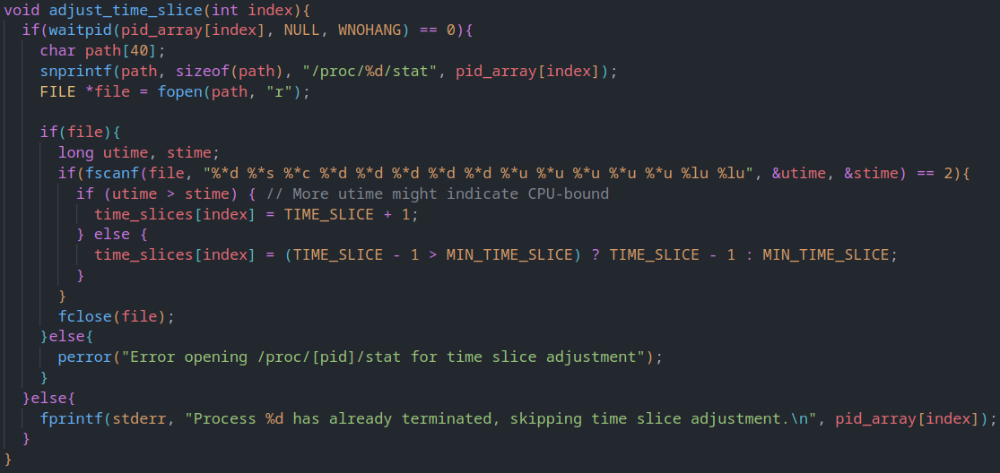 void adjust_time_slice(int index){
  if(waitpid(pid_array[index], NULL, WNOHANG) == 0){
    char path[40];
    snprintf(path, sizeof(path), "/proc/%d/stat", pid_array[index]);
    FILE *file = fopen(path, "r");

    if(file){
      long utime, stime;
      if(fscanf(file, "%*d %*s %*c %*d %*d %*d %*d %*d %*u %*u %*u %*u %*u %lu %lu", &utime, &stime) == 2){
        if (utime > stime) { // More utime might indicate CPU-bound
          time_slices[index] = TIME_SLICE + 1;
        } else {
          time_slices[index] = (TIME_SLICE - 1 > MIN_TIME_SLICE) ? TIME_SLICE - 1 : MIN_TIME_SLICE;
        }
      }
      fclose(file);
    }else{
      perror("Error opening /proc/[pid]/stat for time slice adjustment");
    }
  }else{
    fprintf(stderr, "Process %d has already terminated, skipping time slice adjustment.\n", pid_array[index]);
  }
}